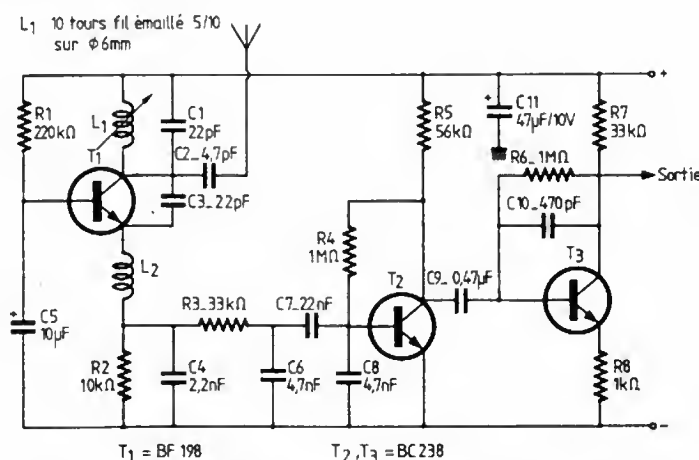 L1 10 tours fil émaillé 5/10
sur ϕ6mm
+
R1
220kΩ
L1
T1
C1
22pF
C2_4,7pF
C3_22pF
R5
56kΩ
+
C11
47µF/10V
R7
33kΩ
R6_1MΩ
Sortie
C10_470pF
L2
R4
1MΩ
T2
C9_0,47µF
T3
+
C5
10µF
R3_33kΩ
C7_22nF
R2
10kΩ
C4
2,2nF
C6
4,7nF
C8
4,7nF
R8
1kΩ
-
T1 = BF 198
T2,T3 = BC238